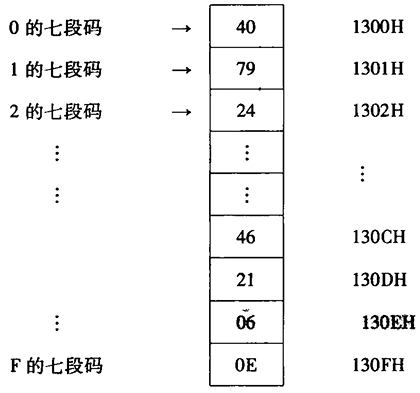 0 的七段码 → 40 1300H
1 的七段码 → 79 1301H
2 的七段码 → 24 1302H
⋮ ⋮
⋮ ⋮ ⋮
46 130CH
21 130DH
⋮ 06 130EH
F 的七段码 → 0E 130FH